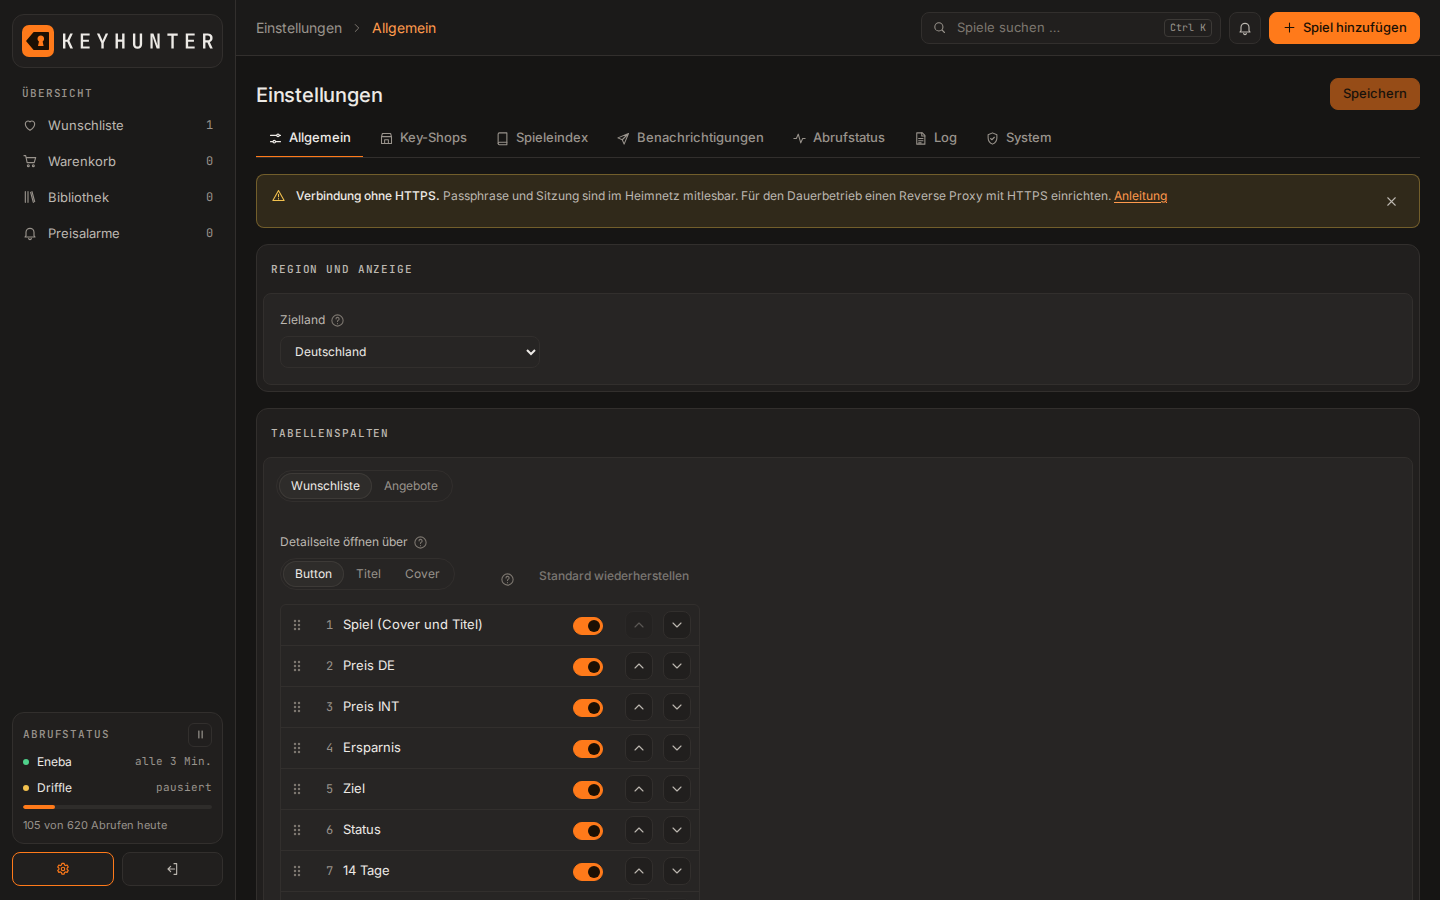 KEYHUNTER
ÜBERSICHT
Wunschliste 1
Warenkorb 0
Bibliothek 0
Preisalarme 0
ABRUFSTATUS
Eneba alle 3 Min.
Driffle pausiert
105 von 620 Abrufen heute
Einstellungen Allgemein
Spiele suchen ... Ctrl K
Spiel hinzufügen
Einstellungen
Speichern
Allgemein Key-Shops Spieleindex Benachrichtigungen Abrufstatus Log System
Verbindung ohne HTTPS. Passphrase und Sitzung sind im Heimnetz mitlesbar. Für den Dauerbetrieb einen Reverse Proxy mit HTTPS einrichten. Anleitung
REGION UND ANZEIGE
Zielland
Deutschland
TABELLENSPALTEN
Wunschliste Angebote
Detailseite öffnen über
Button Titel Cover Standard wiederherstellen
1 Spiel (Cover und Titel)
2 Preis DE
3 Preis INT
4 Ersparnis
5 Ziel
6 Status
7 14 Tage